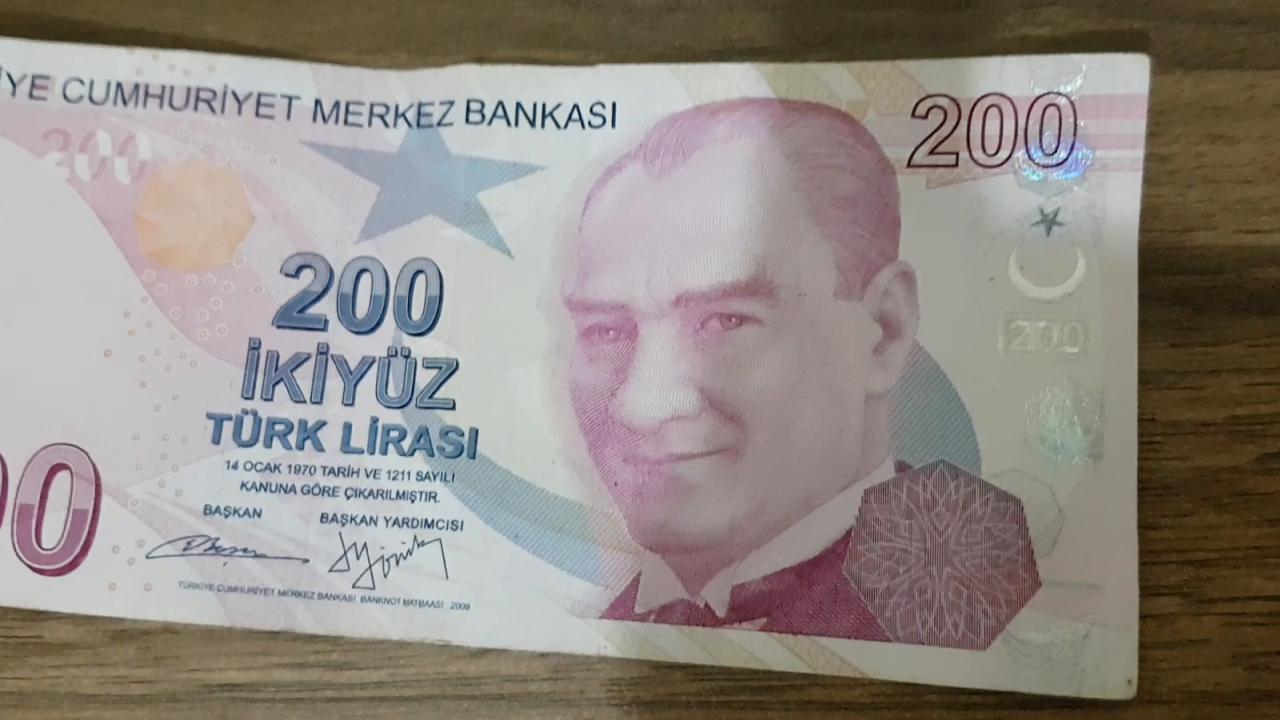 İYE CUMHURİYET MERKEZ BANKASI
200
200
200
İKİYÜZ
TÜRK LİRASI
200
14 OCAK 1970 TARİH VE 1211 SAYILI
KANUNA GÖRE ÇIKARILMIŞTIR.
BAŞKAN
BAŞKAN YARDIMCISI
00
TÜRKİYE CUMHURİYET MERKEZ BANKASI BANKNOT MATBAASI 2009